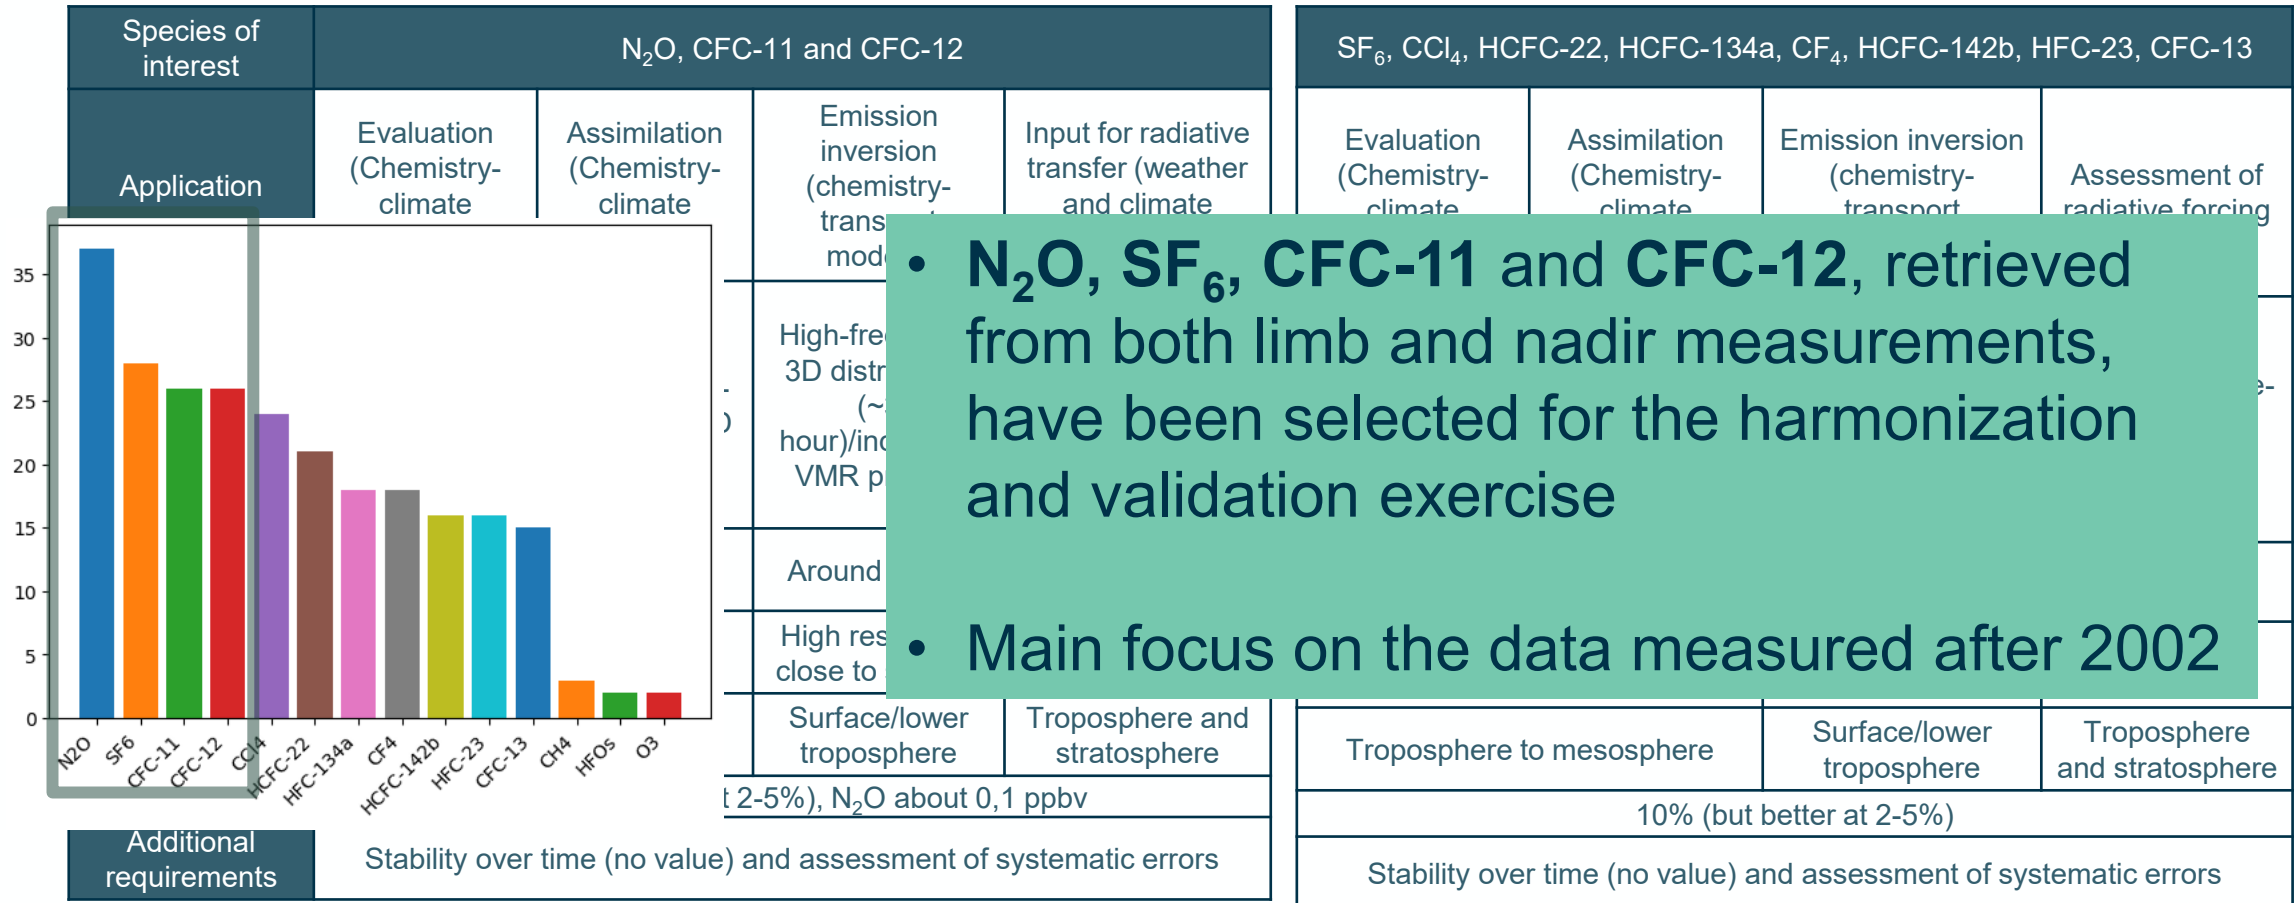 Species of
interest
N₂O, CFC-11 and CFC-12
SF₆, CCl₄, HCFC-22, HCFC-134a, CF₄, HCFC-142b, HFC-23, CFC-13
Application
Evaluation
(Chemistry-
climate
Assimilation
(Chemistry-
climate
Emission
inversion
(chemistry-
Input for radiative
transfer (weather
and climate
Evaluation
(Chemistry-
climate
Assimilation
(Chemistry-
climate
Emission inversion
(chemistry-
transport
Assessment of
radiative forcing
35
30
25
20
15
10
5
0
N2O
SF6
CFC-11
CFC-12
CCl4
HCFC-22
HFC-134a
CF4
HCFC-142b
HFC-23
CFC-13
CH4
HFOs
O3
3D
hour)/
VMR
Around
High
close to
• N₂O, SF₆, CFC-11 and CFC-12, retrieved
from both limb and nadir measurements,
have been selected for the harmonization
and validation exercise
• Main focus on the data measured after 2002
Surface/lower
troposphere
Troposphere and
stratosphere
Troposphere to mesosphere
Surface/lower
troposphere
Troposphere
and stratosphere
2-5%), N₂O about 0,1 ppbv
10% (but better at 2-5%)
Additional
requirements
Stability over time (no value) and assessment of systematic errors
Stability over time (no value) and assessment of systematic errors